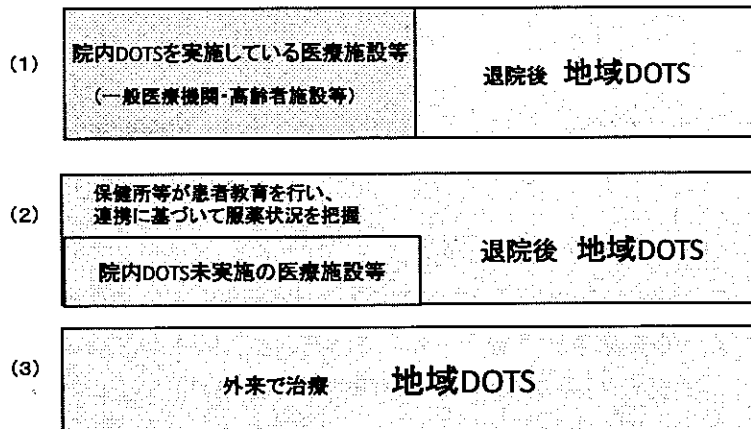 (1)
院内DOTSを実施している医療施設等
(一般医療機関・高齢者施設等)
退院後 地域DOTS
(2)
保健所等が患者教育を行い、
連携に基づいて服薬状況を把握
院内DOTS未実施の医療施設等
退院後 地域DOTS
(3)
外来で治療 地域DOTS